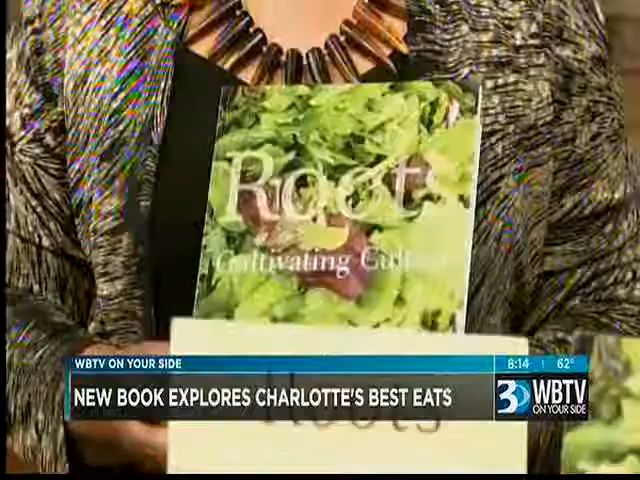 Roots
Cultivating
WBTV ON YOUR SIDE
8:14
62°
NEW BOOK EXPLORES CHARLOTTE'S BEST EATS
3 WBTV
ON YOUR SIDE
Roots